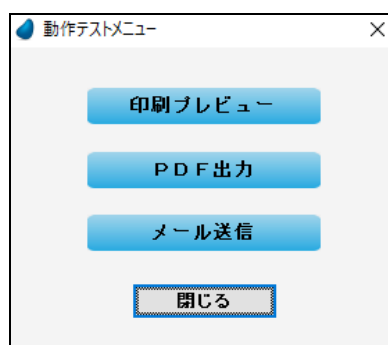 動作テストメニュー
印刷プレビュー
ＰＤＦ出力
メール送信
閉じる